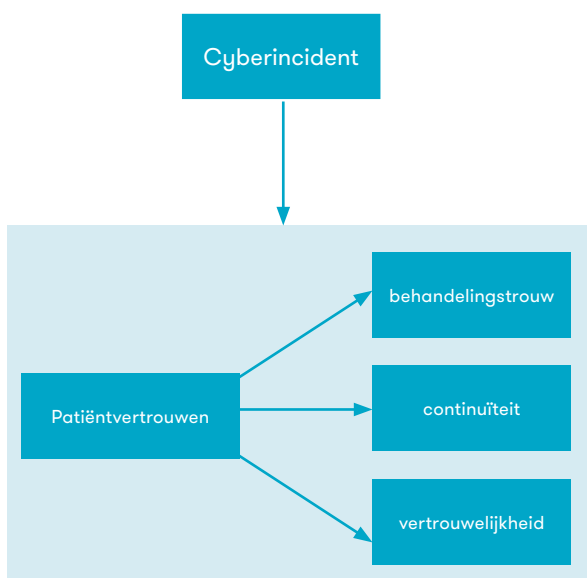 Cyberincident
behandelingstrouw
Patiëntvertrouwen
continuïteit
vertrouwelijkheid